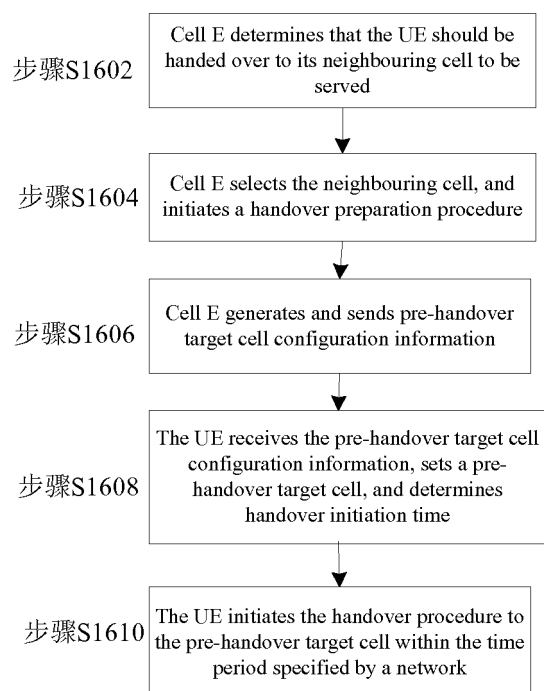 步骤S1602
Cell E determines that the UE should be
handed over to its neighbouring cell to be
served
步骤S1604
Cell E selects the neighbouring cell, and
initiates a handover preparation procedure
步骤S1606
Cell E generates and sends pre-handover
target cell configuration information
步骤S1608
The UE receives the pre-handover target cell
configuration information, sets a pre-
handover target cell, and determines
handover initiation time
步骤S1610
The UE initiates the handover procedure to
the pre-handover target cell within the time
period specified by a network